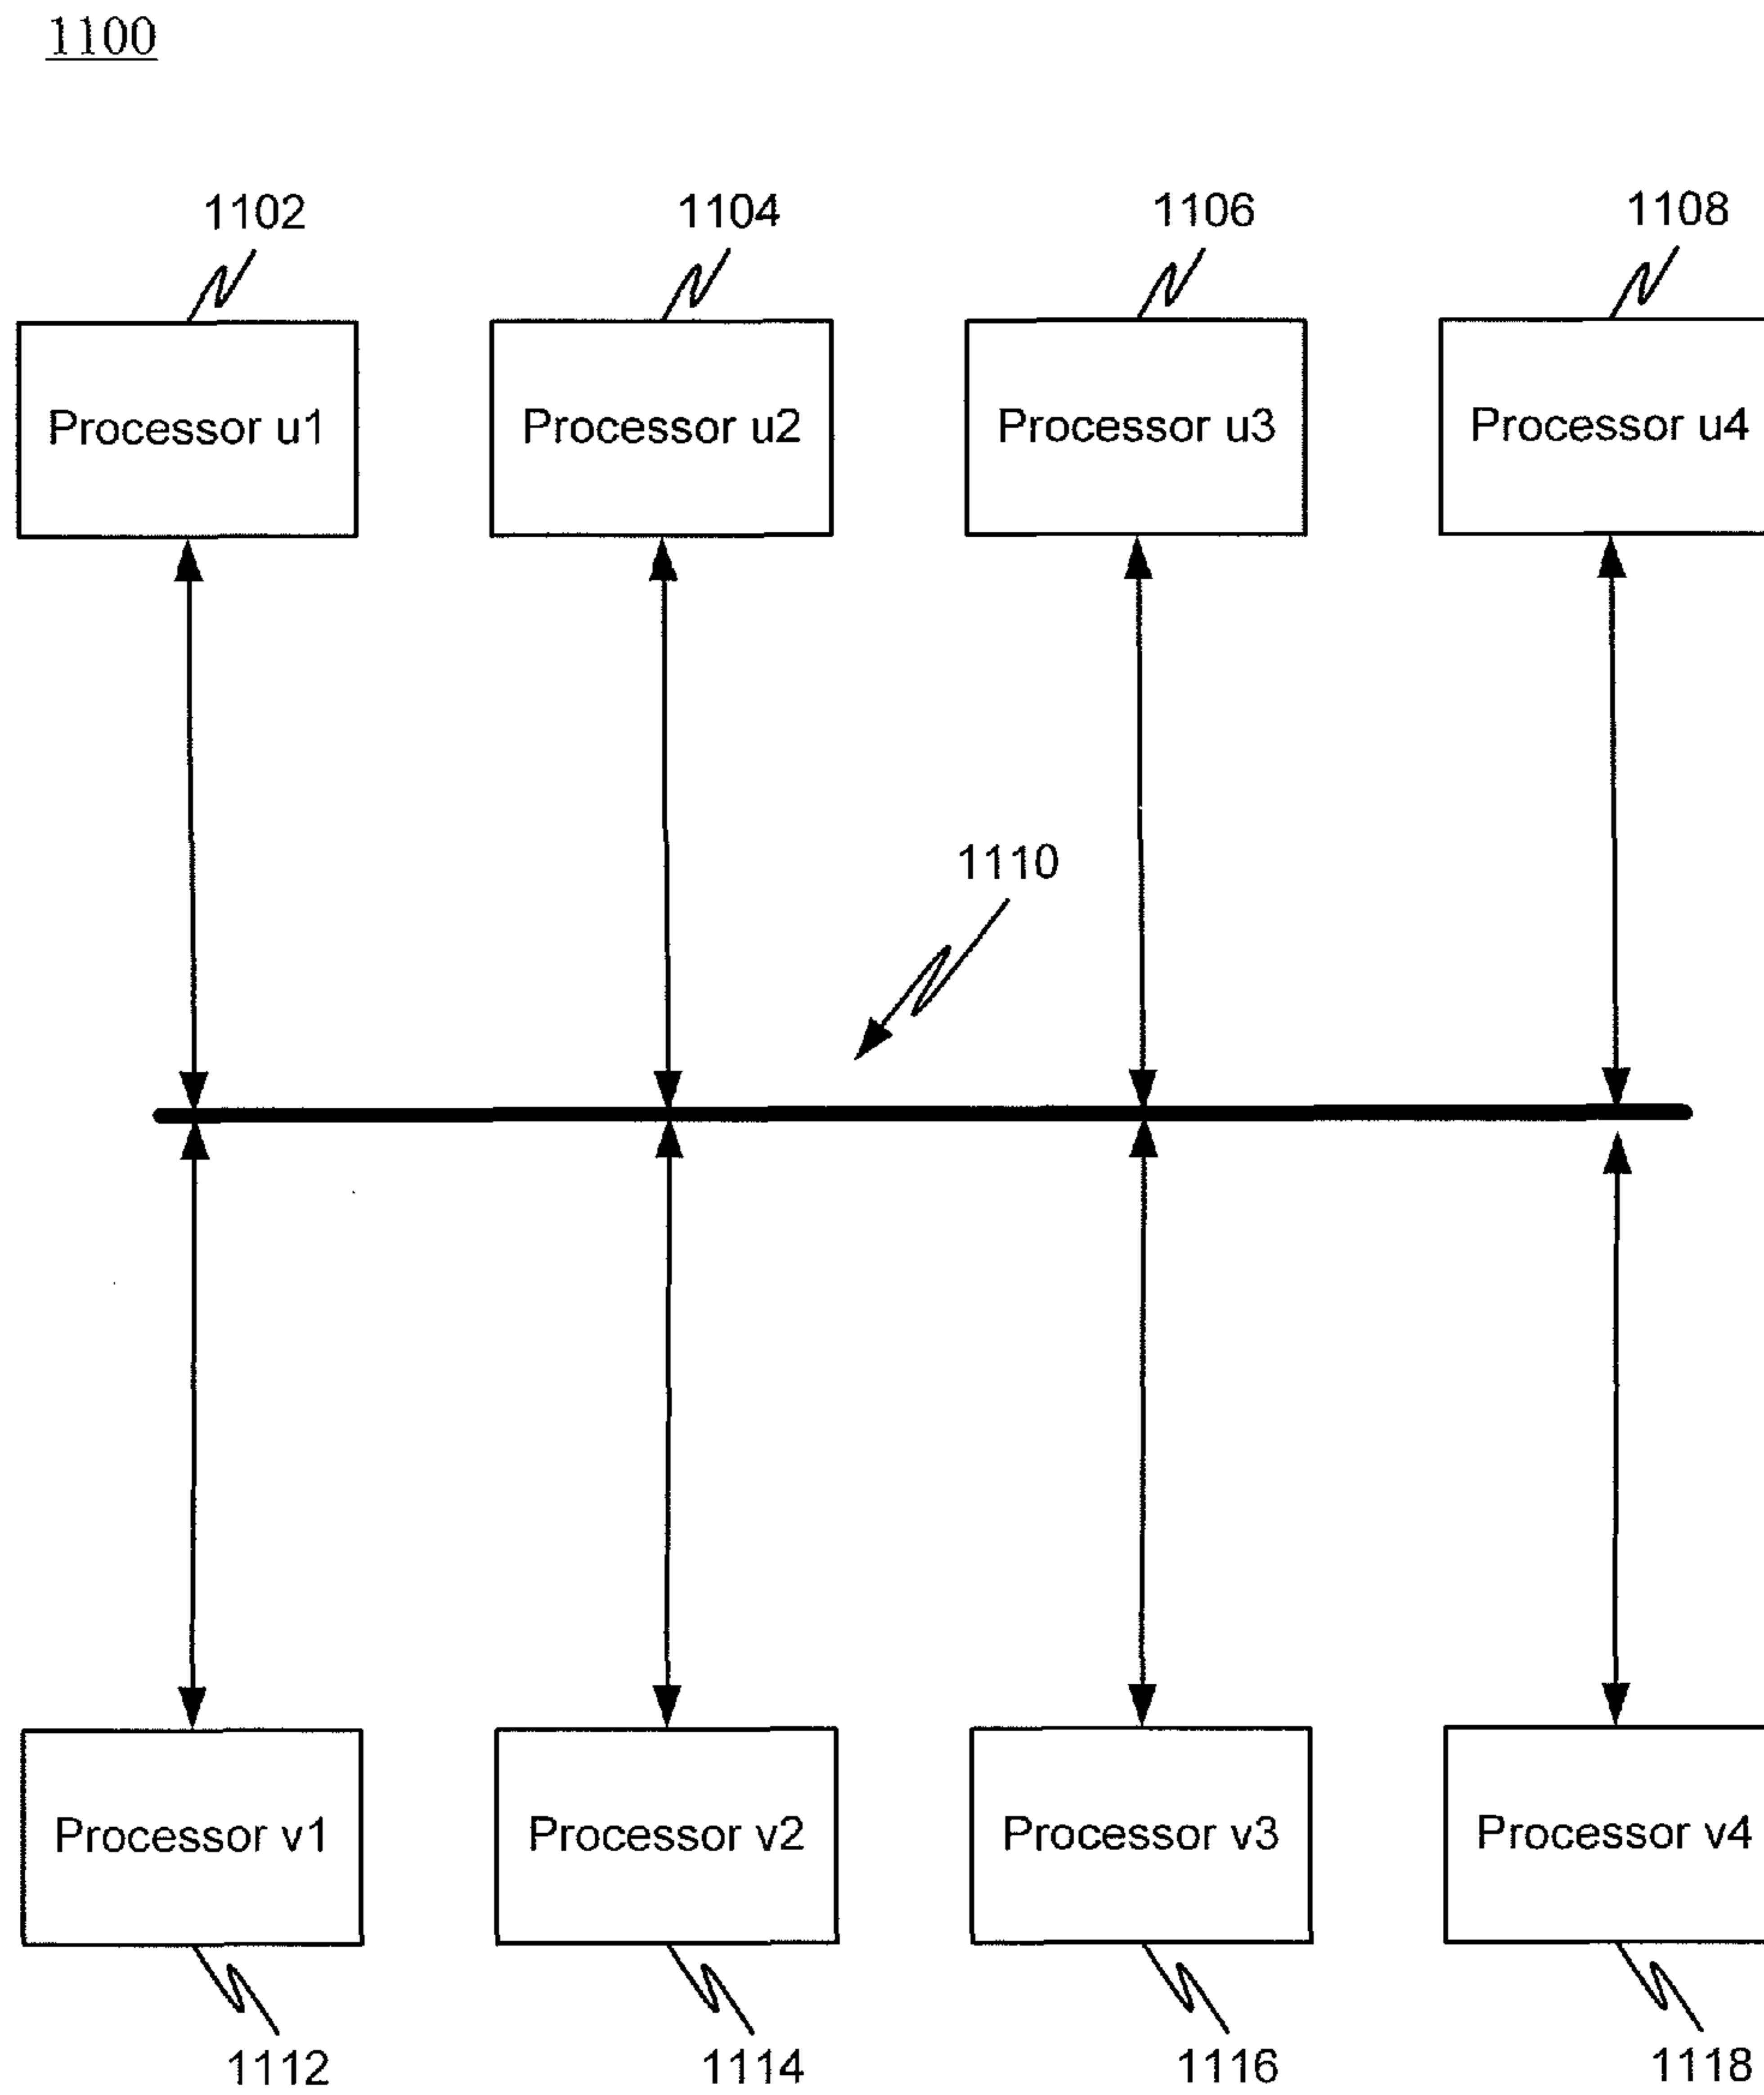 1100
1102 1104 1106 1108
Processor u1 Processor u2 Processor u3 Processor u4
1110
Processor v1 Processor v2 Processor v3 Processor v4
1112 1114 1116 1118